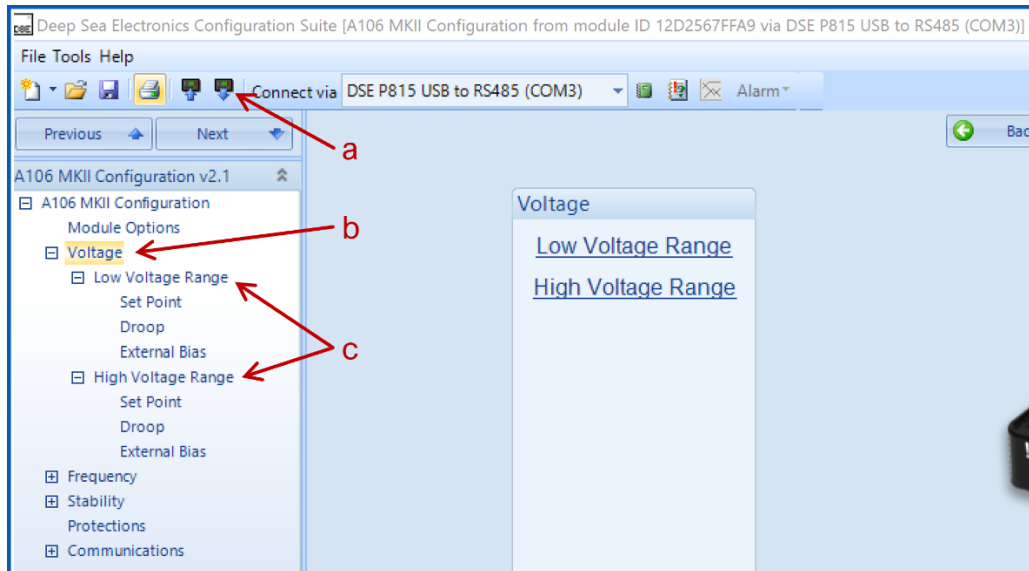 DSE Deep Sea Electronics Configuration Suite [A106 MKII Configuration from module ID 12D2567FFA9 via DSE P815 USB to RS485 (COM3)]
File Tools Help
Connect via DSE P815 USB to RS485 (COM3) Alarm
Previous Next
a
Bac
A106 MKII Configuration v2.1
A106 MKII Configuration
Module Options
Voltage
b
Low Voltage Range
Set Point
Droop
External Bias
c
High Voltage Range
Set Point
Droop
External Bias
Frequency
Stability
Protections
Communications
Voltage
Low Voltage Range
High Voltage Range